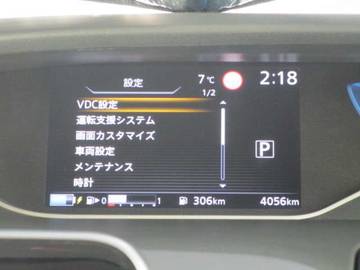 設定 7℃ 2:18
1/2
VDC設定
運転支援システム
画面カスタマイズ
車両設定 P
メンテナンス
時計
0 1 306km 4056km